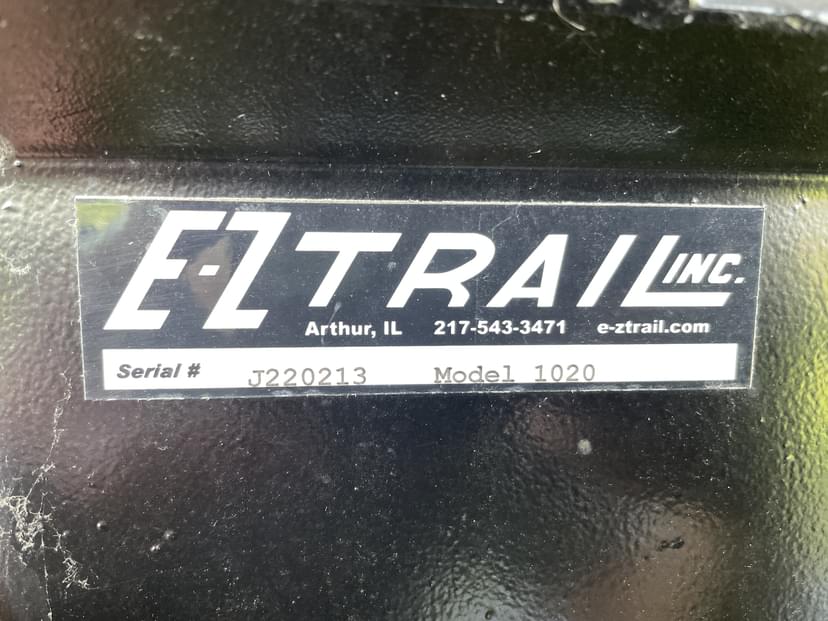 E-Z TRAIL INC.
Arthur, IL 217-543-3471 e-ztrail.com
Serial # J220213 Model 1020